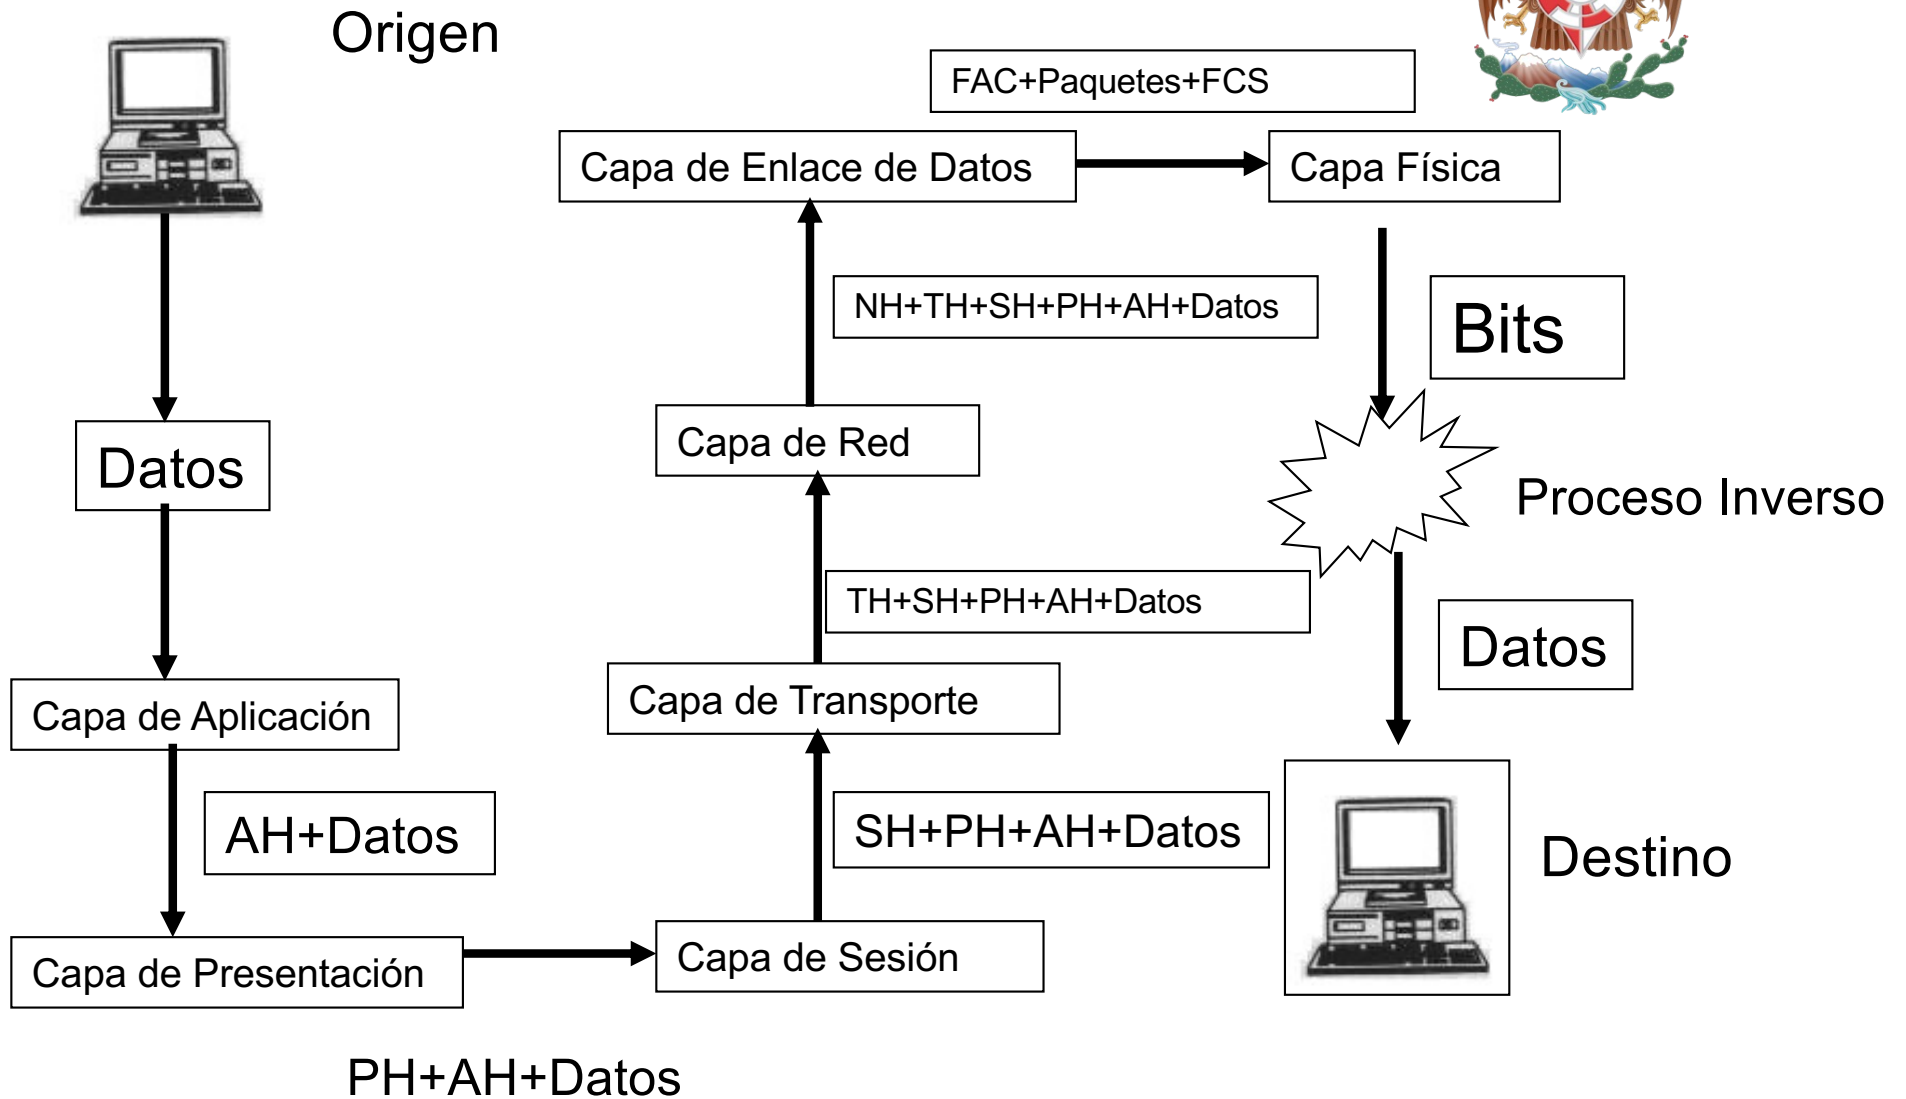 Origen
Datos
Capa de Aplicación
AH+Datos
Capa de Presentación
PH+AH+Datos
Capa de Sesión
SH+PH+AH+Datos
Capa de Transporte
TH+SH+PH+AH+Datos
Capa de Red
NH+TH+SH+PH+AH+Datos
Capa de Enlace de Datos
FAC+Paquetes+FCS
Capa Física
Bits
Proceso Inverso
Datos
Destino